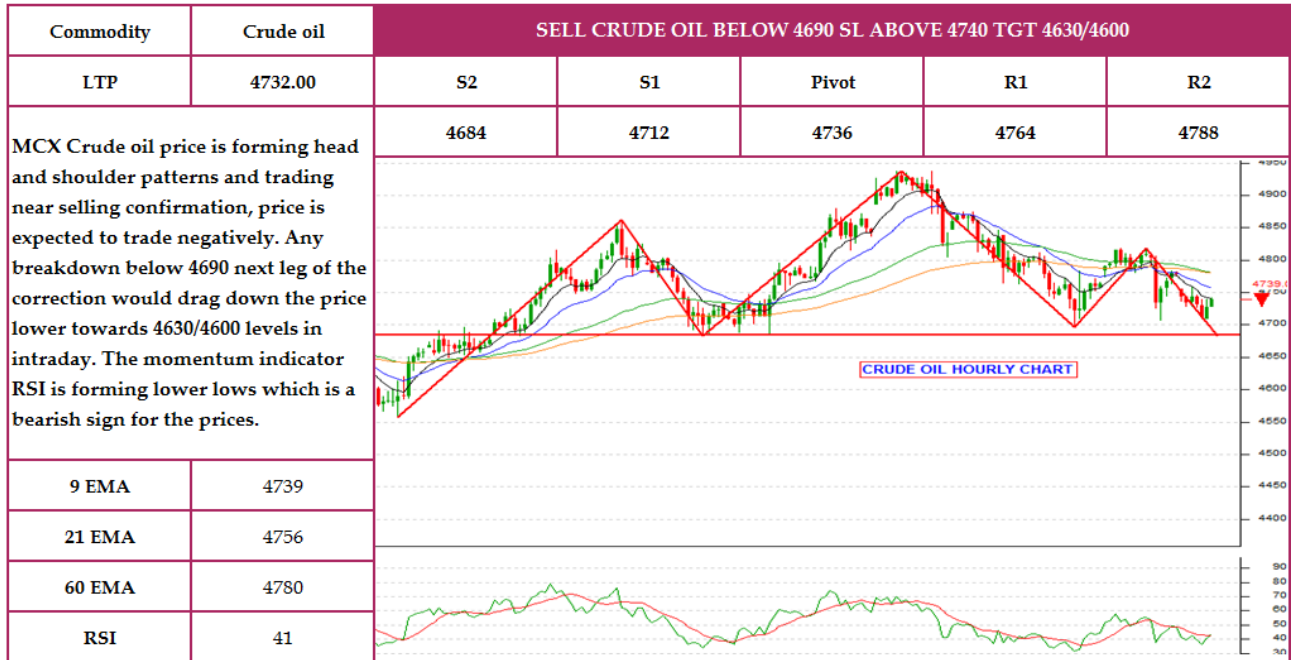 Commodity
Crude oil
SELL CRUDE OIL BELOW 4690 SL ABOVE 4740 TGT 4630/4600
LTP
4732.00
S2
S1
Pivot
R1
R2
4684
4712
4736
4764
4788
MCX Crude oil price is forming head
and shoulder patterns and trading
near selling confirmation, price is
expected to trade negatively. Any
breakdown below 4690 next leg of the
correction would drag down the price
lower towards 4630/4600 levels in
intraday. The momentum indicator
RSI is forming lower lows which is a
bearish sign for the prices.
9 EMA
4739
21 EMA
4756
60 EMA
4780
RSI
41
4950
4900
4850
4800
4700
4650
4600
4550
4500
4450
4400
CRUDE OIL HOURLY CHART
90
80
70
60
50
40
30